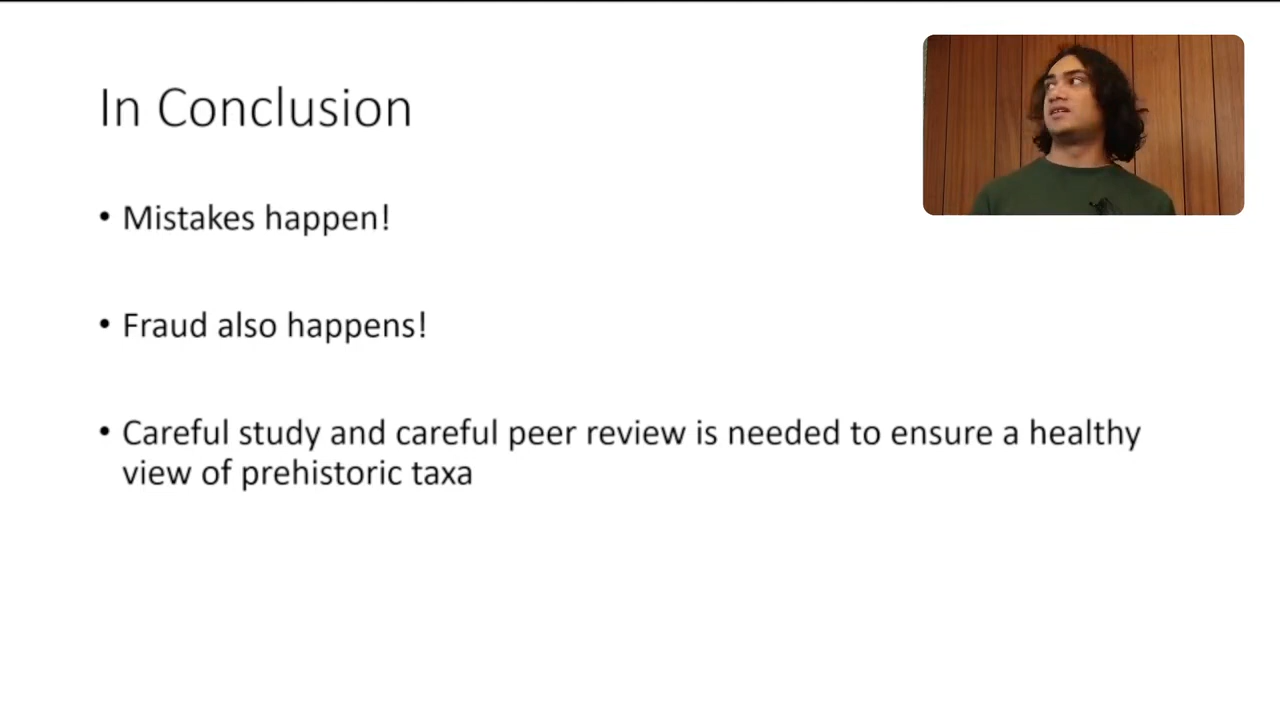 In Conclusion
• Mistakes happen!
• Fraud also happens!
• Careful study and careful peer review is needed to ensure a healthy
view of prehistoric taxa